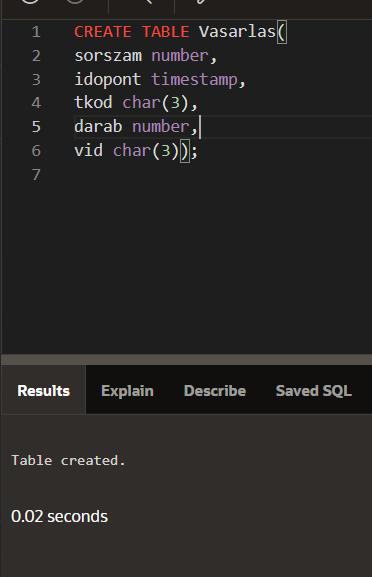 1 CREATE TABLE Vasarlas(
2 sorszam number,
3 idopont timestamp,
4 tkod char(3),
5 darab number,
6 vid char(3));
7
Results Explain Describe Saved SQL
Table created.
0.02 seconds